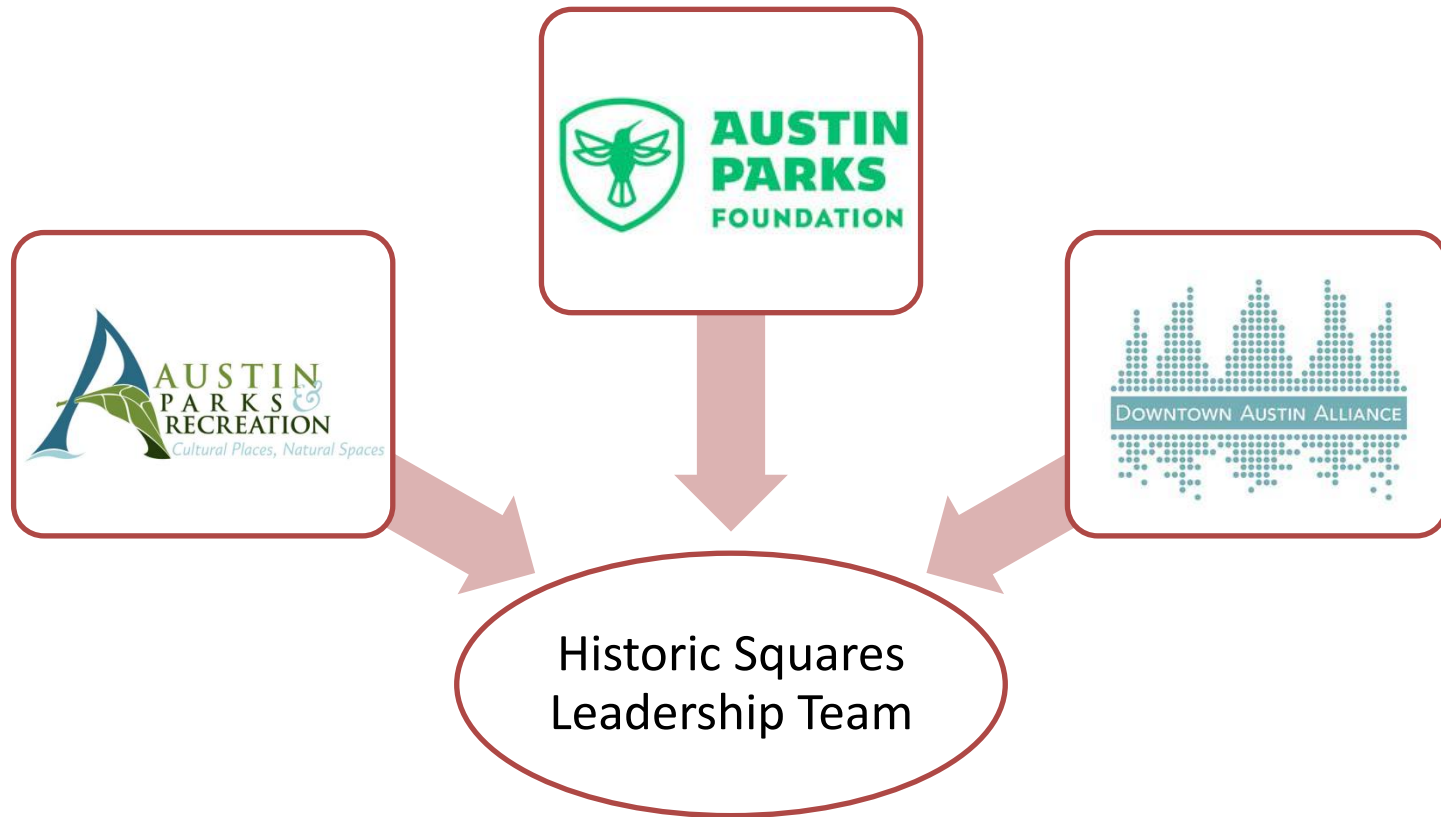 AUSTIN
PARKS
FOUNDATION
AUSTIN
PARKS &
RECREATION
Cultural Places, Natural Spaces
DOWNTOWN AUSTIN ALLIANCE
Historic Squares
Leadership Team